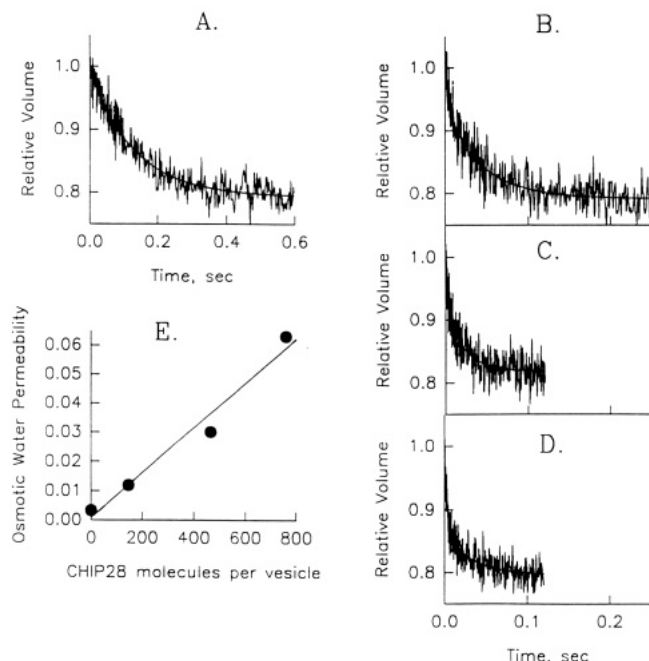 A.
Relative Volume
1.0
0.9
0.8
0.0 0.2 0.4 0.6
Time, sec
B.
Relative Volume
1.0
0.9
0.8
C.
Relative Volume
0.9
0.8
D.
Relative Volume
1.0
0.9
0.8
0.0 0.1 0.2
Time, sec
E.
Osmotic Water Permeability
0.06
0.05
0.04
0.03
0.02
0.01
0.00
0 200 400 600 800
CHIP28 molecules per vesicle